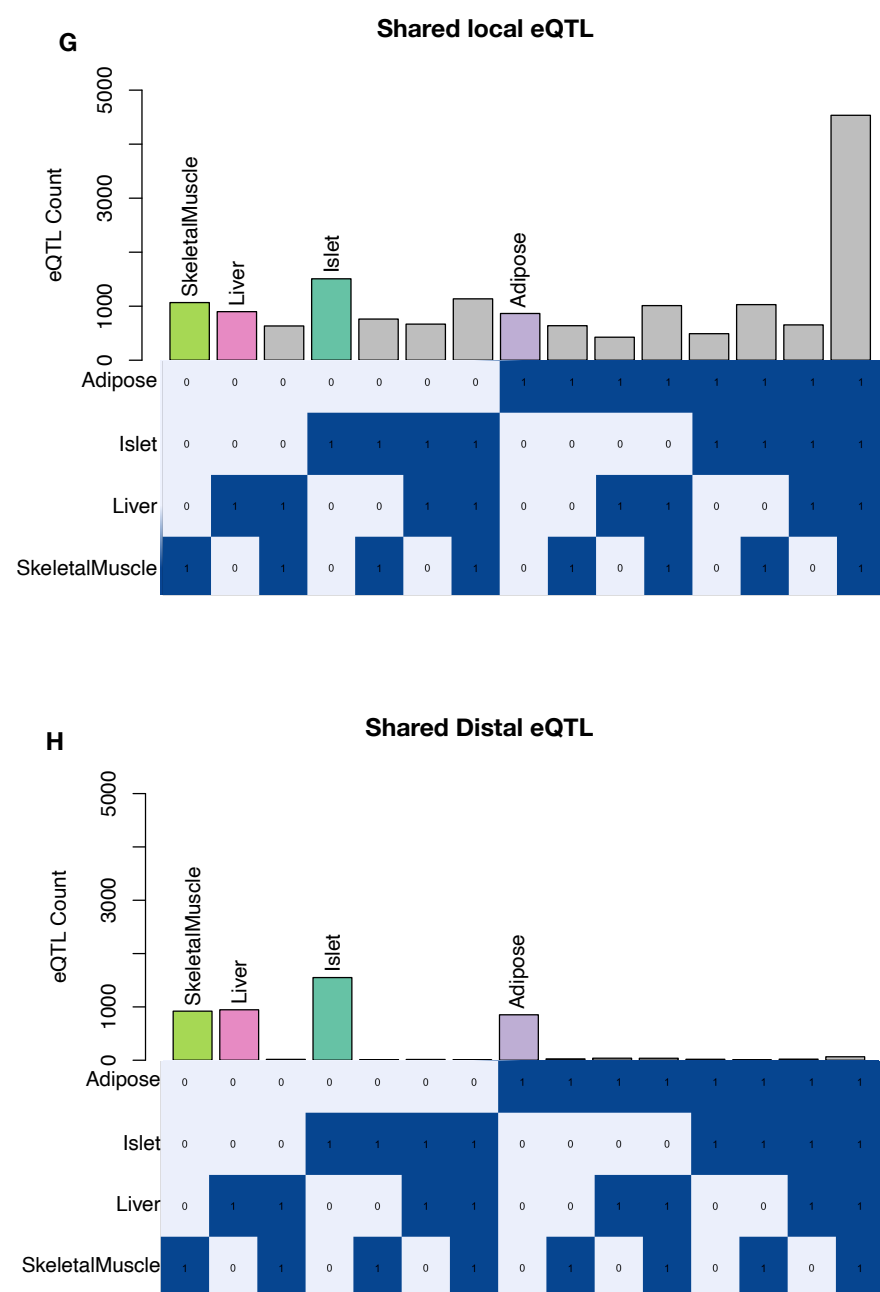 G
Shared local eQTL
eQTL Count
5000
3000
1000
0
SkeletalMuscle
Liver
Islet
Adipose
Adipose 0 0 0 0 0 0 0 1 1 1 1 1 1 1 1
Islet 0 0 0 1 1 1 1 0 0 0 0 1 1 1 1
Liver 0 1 1 0 0 1 1 0 0 1 1 0 0 1 1
SkeletalMuscle 1 0 1 0 1 0 1 0 1 0 1 0 1 0 1
H
Shared Distal eQTL
eQTL Count
5000
3000
1000
0
SkeletalMuscle
Liver
Islet
Adipose
Adipose 0 0 0 0 0 0 0 1 1 1 1 1 1 1 1
Islet 0 0 0 1 1 1 1 0 0 0 0 1 1 1 1
Liver 0 1 1 0 0 1 1 0 0 1 1 0 0 1 1
SkeletalMuscle 1 0 1 0 1 0 1 0 1 0 1 0 1 0 1